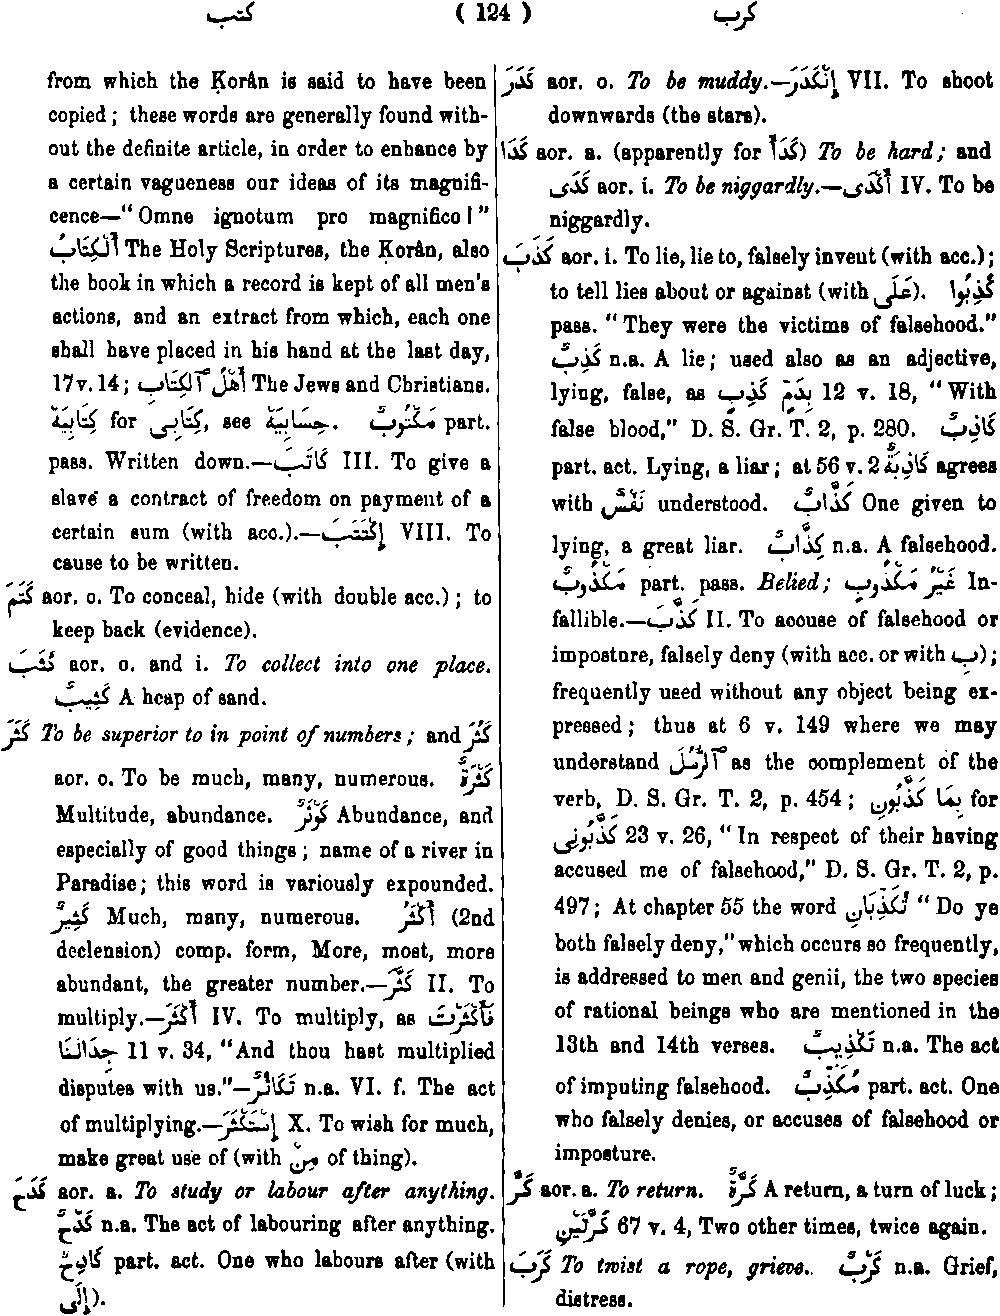 كتب ( 124 ) كرب
from which the Ḳorân is said to have been
copied; these words are generally found with-
out the definite article, in order to enhance by
a certain vagueness our ideas of its magnifi-
cence—"Omne ignotum pro magnifico!"
أَلْكِتَابُ The Holy Scriptures, the Ḳorân, also
the book in which a record is kept of all men's
actions, and an extract from which, each one
shall have placed in his hand at the last day,
17 v. 14; أَهْلُ ٱلْكِتَابِ The Jews and Christians.
كِتَابِيَةْ for كِتَابِي, see حِسَابِيَةْ. مَكْتُوبٌ part.
pass. Written down.—كَاتَبَ III. To give a
slave a contract of freedom on payment of a
certain sum (with acc.).—إِكْتَتَبَ VIII. To
cause to be written.
كَتَمَ aor. o. To conceal, hide (with double acc.); to
keep back (evidence).
كَثَبَ aor. o. and i. To collect into one place.
كَثِيبٌ A heap of sand.
كَثَرَ To be superior to in point of numbers; and كَثُرَ
aor. o. To be much, many, numerous. كَثْرَةٌ
Multitude, abundance. كَوْثَرٌ Abundance, and
especially of good things; name of a river in
Paradise; this word is variously expounded.
كَثِيرٌ Much, many, numerous. أَكْثَرُ (2nd
declension) comp. form, More, most, more
abundant, the greater number.—كَثَّرَ II. To
multiply.—أَكْثَرَ IV. To multiply, as فَأَكْثَرْتَ
جِدَالَنَا 11 v. 34, "And thou hast multiplied
disputes with us."—تَكَاثُرٌ n.a. VI. f. The act
of multiplying.—إِسْتَكْثَرَ X. To wish for much,
make great use of (with مِنْ of thing).
كَدَحَ aor. a. To study or labour after anything.
كَدْحٌ n.a. The act of labouring after anything.
كَادِحٌ part. act. One who labours after (with
إِلَى).
كَدَرَ aor. o. To be muddy.—إِنْكَدَرَ VII. To shoot
downwards (the stars).
كَدَا aor. a. (apparently for كَدَأَ) To be hard; and
كَدَى aor. i. To be niggardly.—أَكْدَى IV. To be
niggardly.
كَذَبَ aor. i. To lie, lie to, falsely invent (with acc.);
to tell lies about or against (with عَلَى). كُذِبُوا
pass. "They were the victims of falsehood."
كَذِبٌ n.a. A lie; used also as an adjective,
lying, false, as بِدَمٍ كَذِبٍ 12 v. 18, "With
false blood," D. S. Gr. T. 2, p. 280. كَاذِبٌ
part. act. Lying, a liar; at 56 v. 2 كَاذِبَةٌ agrees
with نَفْسٌ understood. كَذَّابٌ One given to
lying, a great liar. كِذَّابٌ n.a. A falsehood.
مَكْذُوبٌ part. pass. Belied; غَيْرُ مَكْذُوبٍ In-
fallible.—كَذَّبَ II. To accuse of falsehood or
imposture, falsely deny (with acc. or with ب);
frequently used without any object being ex-
pressed; thus at 6 v. 149 where we may
understand ٱلرُّسُلَ as the complement of the
verb, D. S. Gr. T. 2, p. 454; بِمَا كَذَّبُونِ for
كَذَّبُونِى 23 v. 26, "In respect of their having
accused me of falsehood," D. S. Gr. T. 2, p.
497; At chapter 55 the word تُكَذِّبَانِ "Do ye
both falsely deny," which occurs so frequently,
is addressed to men and genii, the two species
of rational beings who are mentioned in the
13th and 14th verses. تَكْذِيبٌ n.a. The act
of imputing falsehood. مُكَذِّبٌ part. act. One
who falsely denies, or accuses of falsehood or
imposture.
كَرَّ aor. a. To return. كَرَّةٌ A return, a turn of luck;
كَرَّتَيْنِ 67 v. 4, Two other times, twice again.
كَرَبَ To twist a rope, grieve. كَرْبٌ n.a. Grief,
distress.